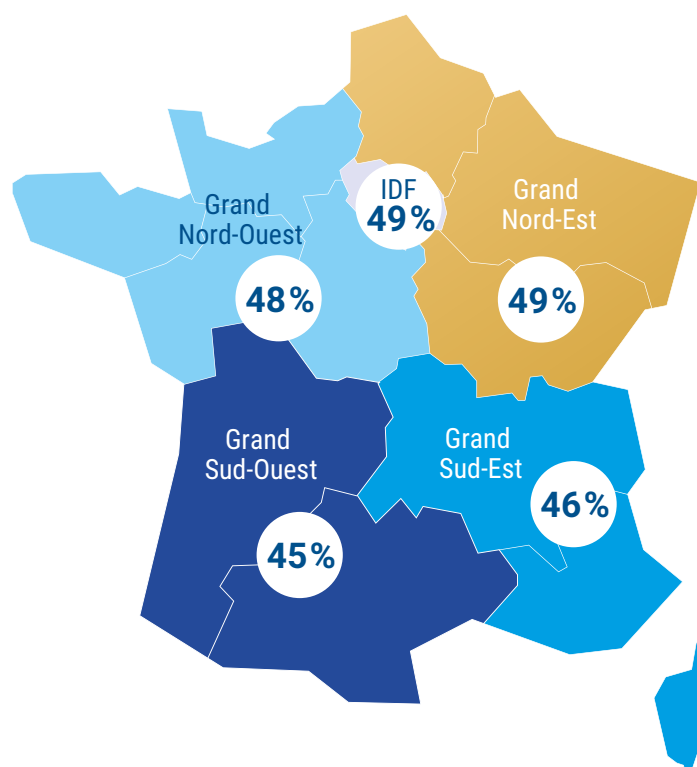 IDF
49%
Grand
Nord-Est
49%
Grand
Nord-Ouest
48%
Grand
Sud-Ouest
45%
Grand
Sud-Est
46%